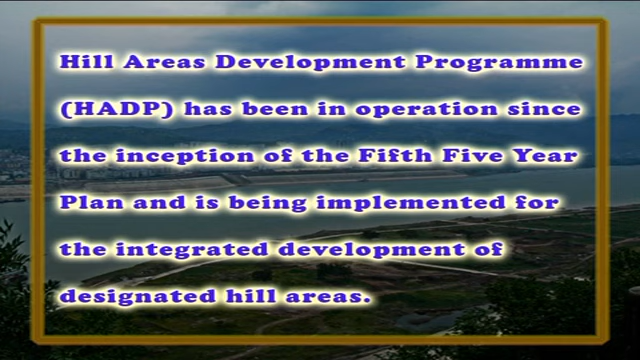 Hill Areas Development Programme
(HADP) has been in operation since
the inception of the Fifth Five Year
Plan and is being implemented for
the integrated development of
designated hill areas.